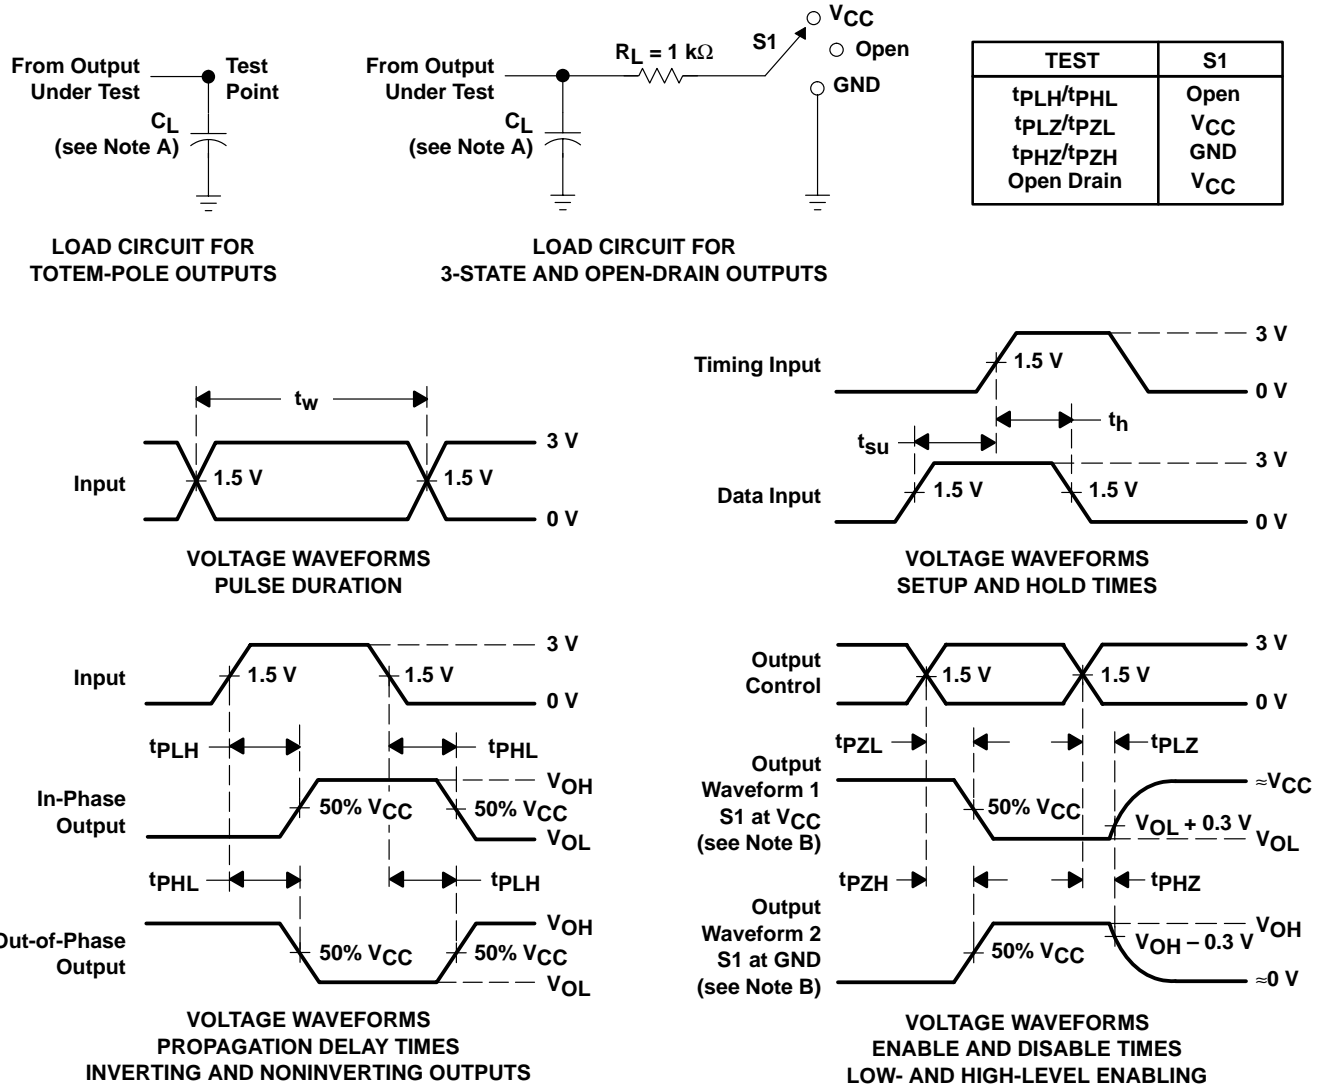 From Output
Under Test
Test
Point
CL
(see Note A)
LOAD CIRCUIT FOR
TOTEM-POLE OUTPUTS
From Output
Under Test
RL = 1 kΩ
S1
VCC
Open
GND
CL
(see Note A)
LOAD CIRCUIT FOR
3-STATE AND OPEN-DRAIN OUTPUTS
TEST S1
tPLH/tPHL Open
tPLZ/tPZL VCC
tPHZ/tPZH GND
Open Drain VCC
tw
Input
1.5 V
1.5 V
3 V
0 V
VOLTAGE WAVEFORMS
PULSE DURATION
Timing Input
1.5 V
3 V
0 V
tsu
th
Data Input
1.5 V
1.5 V
3 V
0 V
VOLTAGE WAVEFORMS
SETUP AND HOLD TIMES
Input
1.5 V
1.5 V
3 V
0 V
tPLH
tPHL
In-Phase
Output
50% VCC
50% VCC
VOH
VOL
tPHL
tPLH
Out-of-Phase
Output
50% VCC
50% VCC
VOH
VOL
VOLTAGE WAVEFORMS
PROPAGATION DELAY TIMES
INVERTING AND NONINVERTING OUTPUTS
Output
Control
1.5 V
1.5 V
3 V
0 V
tPZL
tPLZ
Output
Waveform 1
S1 at VCC
(see Note B)
50% VCC
VOL + 0.3 V
≈VCC
VOL
tPZH
tPHZ
Output
Waveform 2
S1 at GND
(see Note B)
50% VCC
VOH – 0.3 V
VOH
≈0 V
VOLTAGE WAVEFORMS
ENABLE AND DISABLE TIMES
LOW- AND HIGH-LEVEL ENABLING